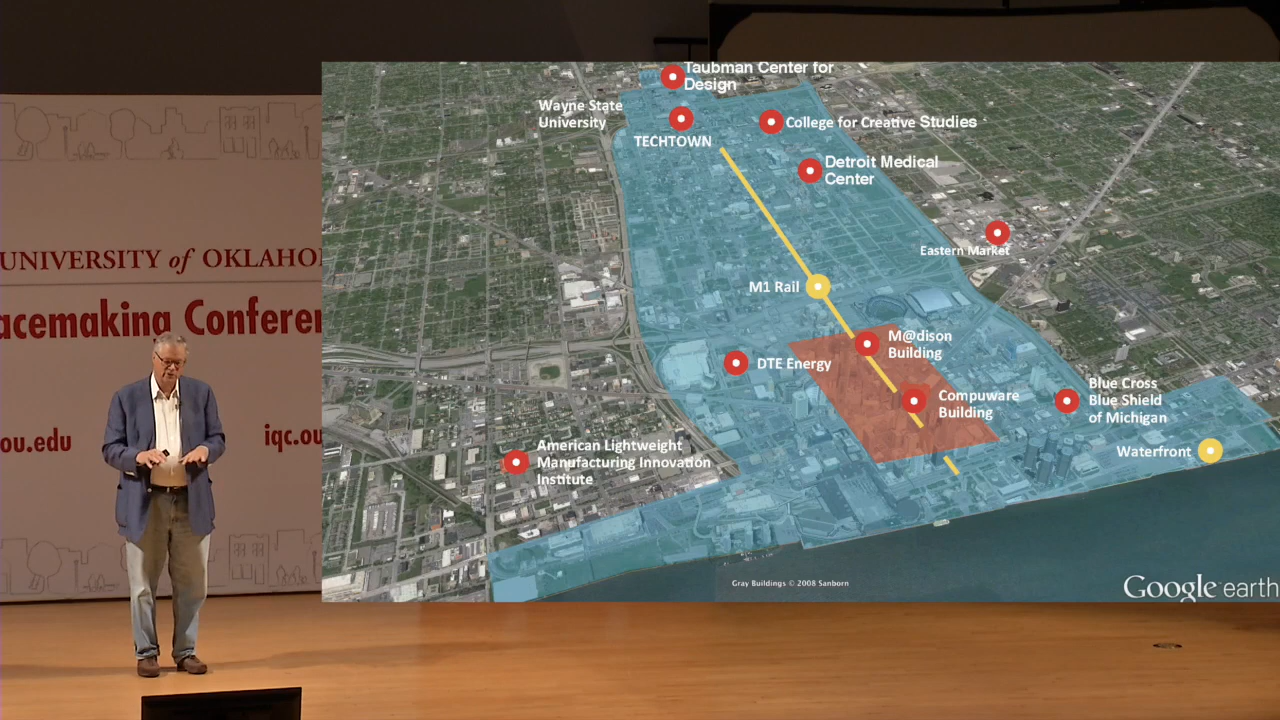 UNIVERSITY of OKLAHO
acemaking Conferen
ou.edu
iqc.ou
Taubman Center for
Design
Wayne State
University
TECHTOWN
College for Creative Studies
Detroit Medical
Center
Eastern Market
M1 Rail
M@dison
Building
DTE Energy
Compuware
Building
Blue Cross
Blue Shield
of Michigan
American Lightweight
Manufacturing Innovation
Institute
Waterfront
Gray Buildings © 2008 Sanborn
Google earth